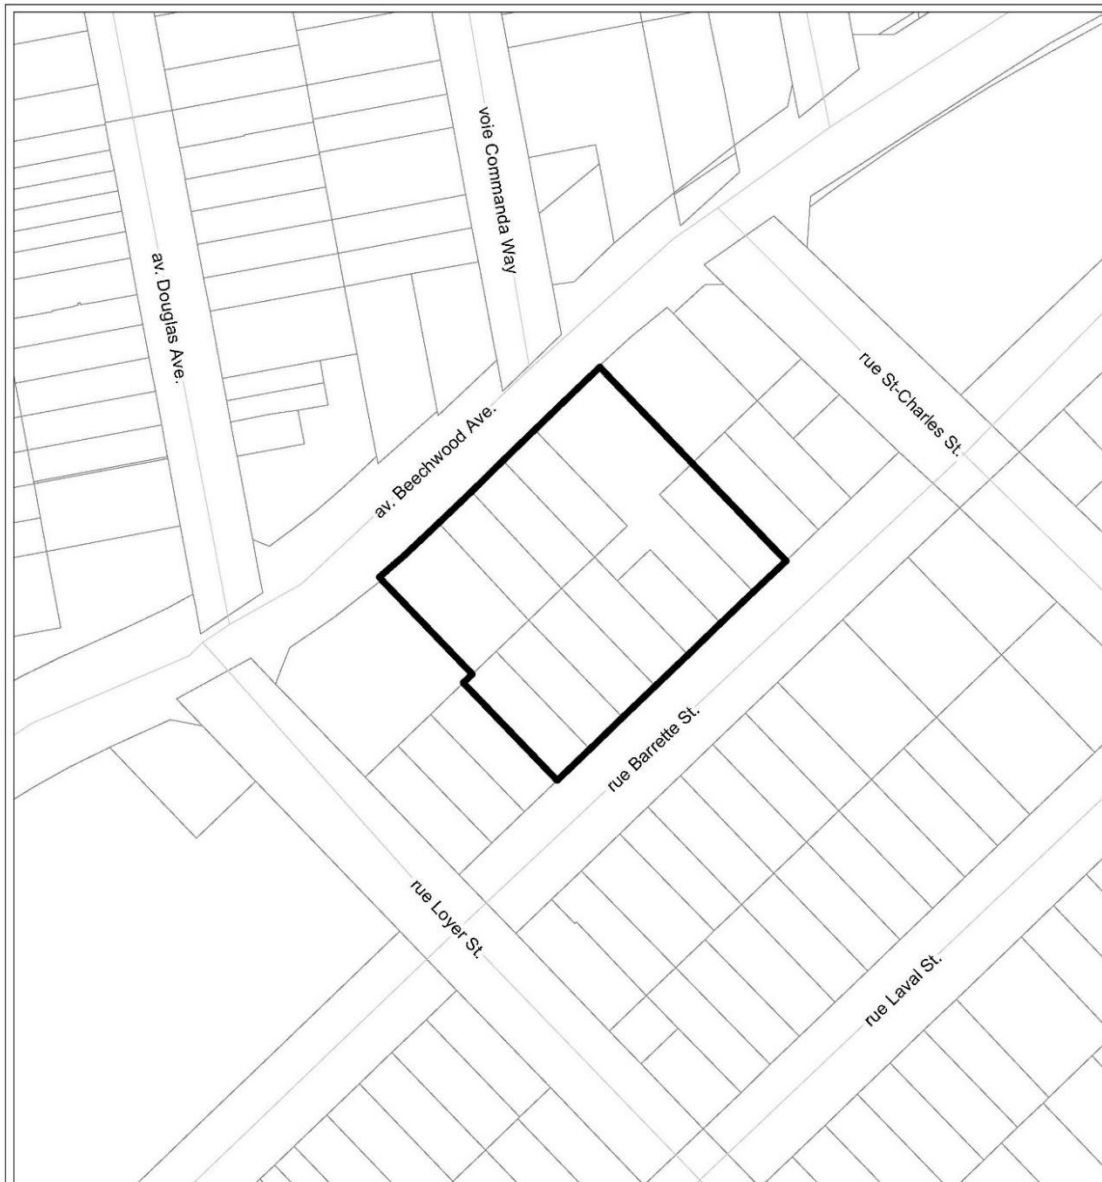 voie Commanda Way
av. Douglas Ave.
rue St-Charles St.
av. Beechwood Ave.
rue Barrette St.
rue Loyer St.
rue Laval St.